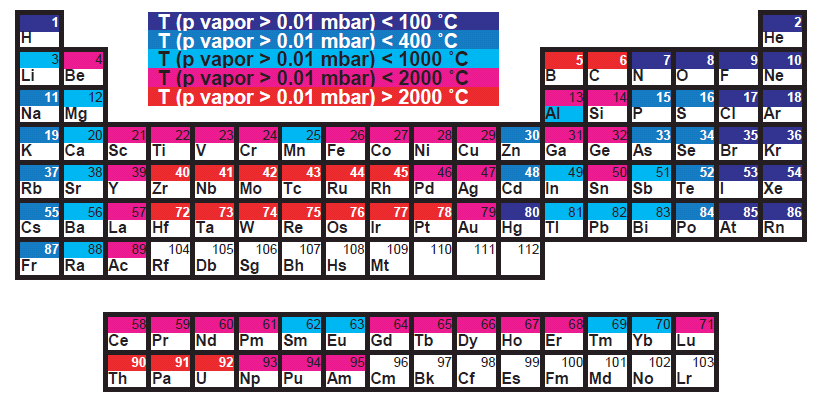 1 2
H He
T (p vapor > 0.01 mbar) < 100 ˚C
T (p vapor > 0.01 mbar) < 400 ˚C
T (p vapor > 0.01 mbar) < 1000 ˚C
T (p vapor > 0.01 mbar) < 2000 ˚C
T (p vapor > 0.01 mbar) > 2000 ˚C
3 4 5 6 7 8 9 10
Li Be B C N O F Ne
11 12 13 14 15 16 17 18
Na Mg Al Si P S Cl Ar
19 20 21 22 23 24 25 26 27 28 29 30 31 32 33 34 35 36
K Ca Sc Ti V Cr Mn Fe Co Ni Cu Zn Ga Ge As Se Br Kr
37 38 39 40 41 42 43 44 45 46 47 48 49 50 51 52 53 54
Rb Sr Y Zr Nb Mo Tc Ru Rh Pd Ag Cd In Sn Sb Te I Xe
55 56 57 72 73 74 75 76 77 78 79 80 81 82 83 84 85 86
Cs Ba La Hf Ta W Re Os Ir Pt Au Hg Tl Pb Bi Po At Rn
87 88 89 104 105 106 107 108 109 110 111 112
Fr Ra Ac Rf Db Sg Bh Hs Mt
58 59 60 61 62 63 64 65 66 67 68 69 70 71
Ce Pr Nd Pm Sm Eu Gd Tb Dy Ho Er Tm Yb Lu
90 91 92 93 94 95 96 97 98 99 100 101 102 103
Th Pa U Np Pu Am Cm Bk Cf Es Fm Md No Lr